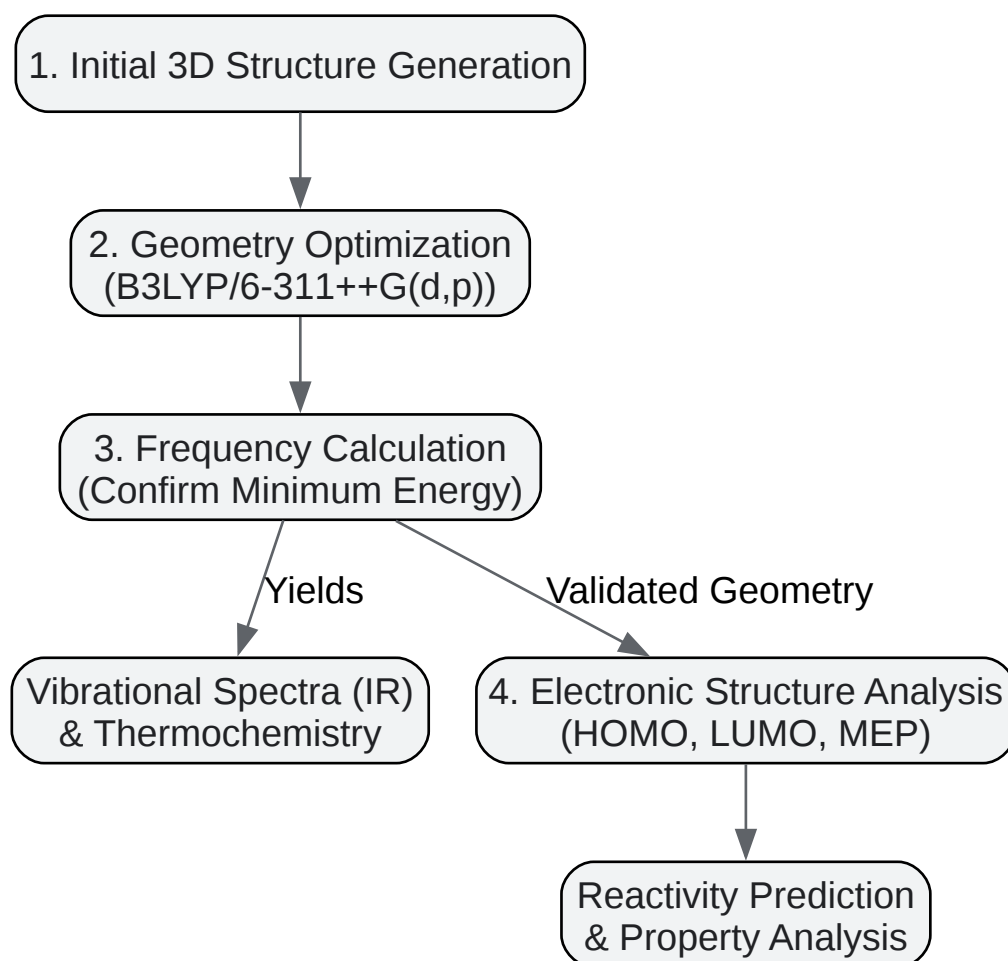 1. Initial 3D Structure Generation
2. Geometry Optimization
(B3LYP/6-311++G(d,p))
3. Frequency Calculation
(Confirm Minimum Energy)
Yields
Validated Geometry
Vibrational Spectra (IR)
& Thermochemistry
4. Electronic Structure Analysis
(HOMO, LUMO, MEP)
Reactivity Prediction
& Property Analysis